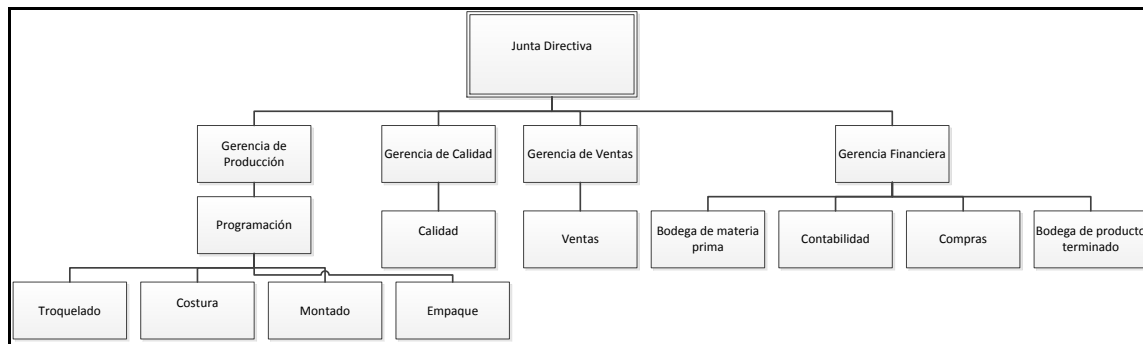 Junta Directiva
Gerencia de
Producción
Gerencia de Calidad
Gerencia de Ventas
Gerencia Financiera
Programación
Calidad
Ventas
Bodega de materia
prima
Contabilidad
Compras
Bodega de producto
terminado
Troquelado
Costura
Montado
Empaque